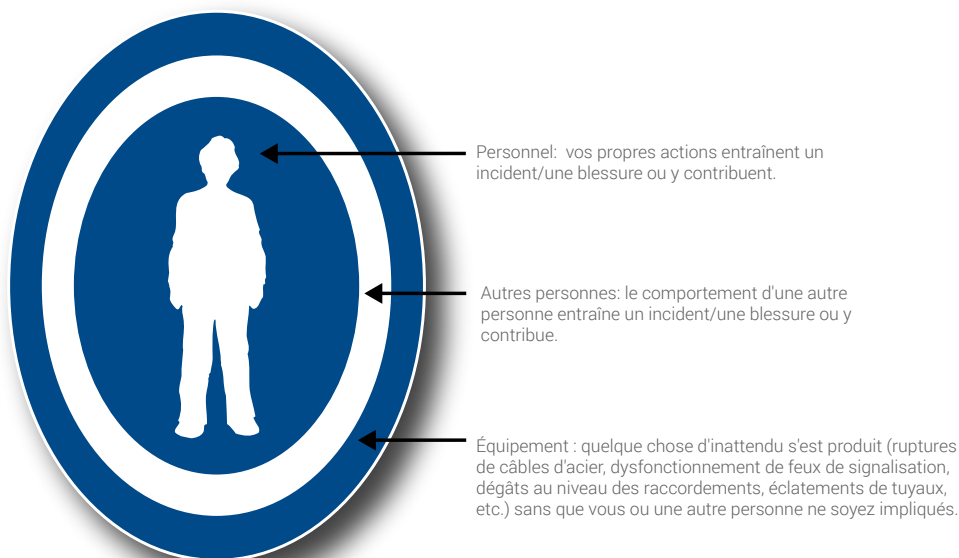 Personnel:  vos propres actions entraînent un
incident/une blessure ou y contribuent.
Autres personnes: le comportement d'une autre
personne entraîne un incident/une blessure ou y
contribue.
Équipement : quelque chose d'inattendu s'est produit (ruptures
de câbles d'acier, dysfonctionnement de feux de signalisation,
dégâts au niveau des raccordements, éclatements de tuyaux,
etc.) sans que vous ou une autre personne ne soyez impliqués.